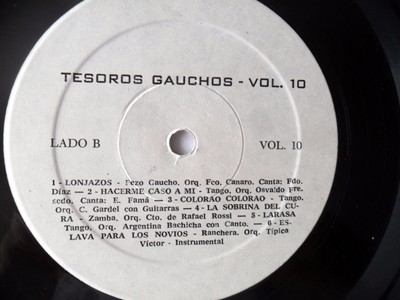 TESOROS GAUCHOS - VOL. 10
LADO B
VOL. 10
1 - LONJAZOS - Pezo Gaucho, Orq. Fco. Canaro. Canta: Fdo.
Díaz — 2 - HACERME CASO A MI - Tango, Orq. Osvaldo Fre-
sedo. Canta: E. Famá — 3 - COLORAO COLORAO - Tango.
Orq. C. Gardel con Guitarras — 4 - LA SOBRINA DEL CU-
RA - Zamba, Orq. Cto. de Rafael Rossi — 5 - LARASA
Tango, Orq. Argentina Bachicha con Canto. — 6 - ES-
LAVA PARA LOS NOVIOS - Ranchera, Orq. Típica
Víctor - Instrumental